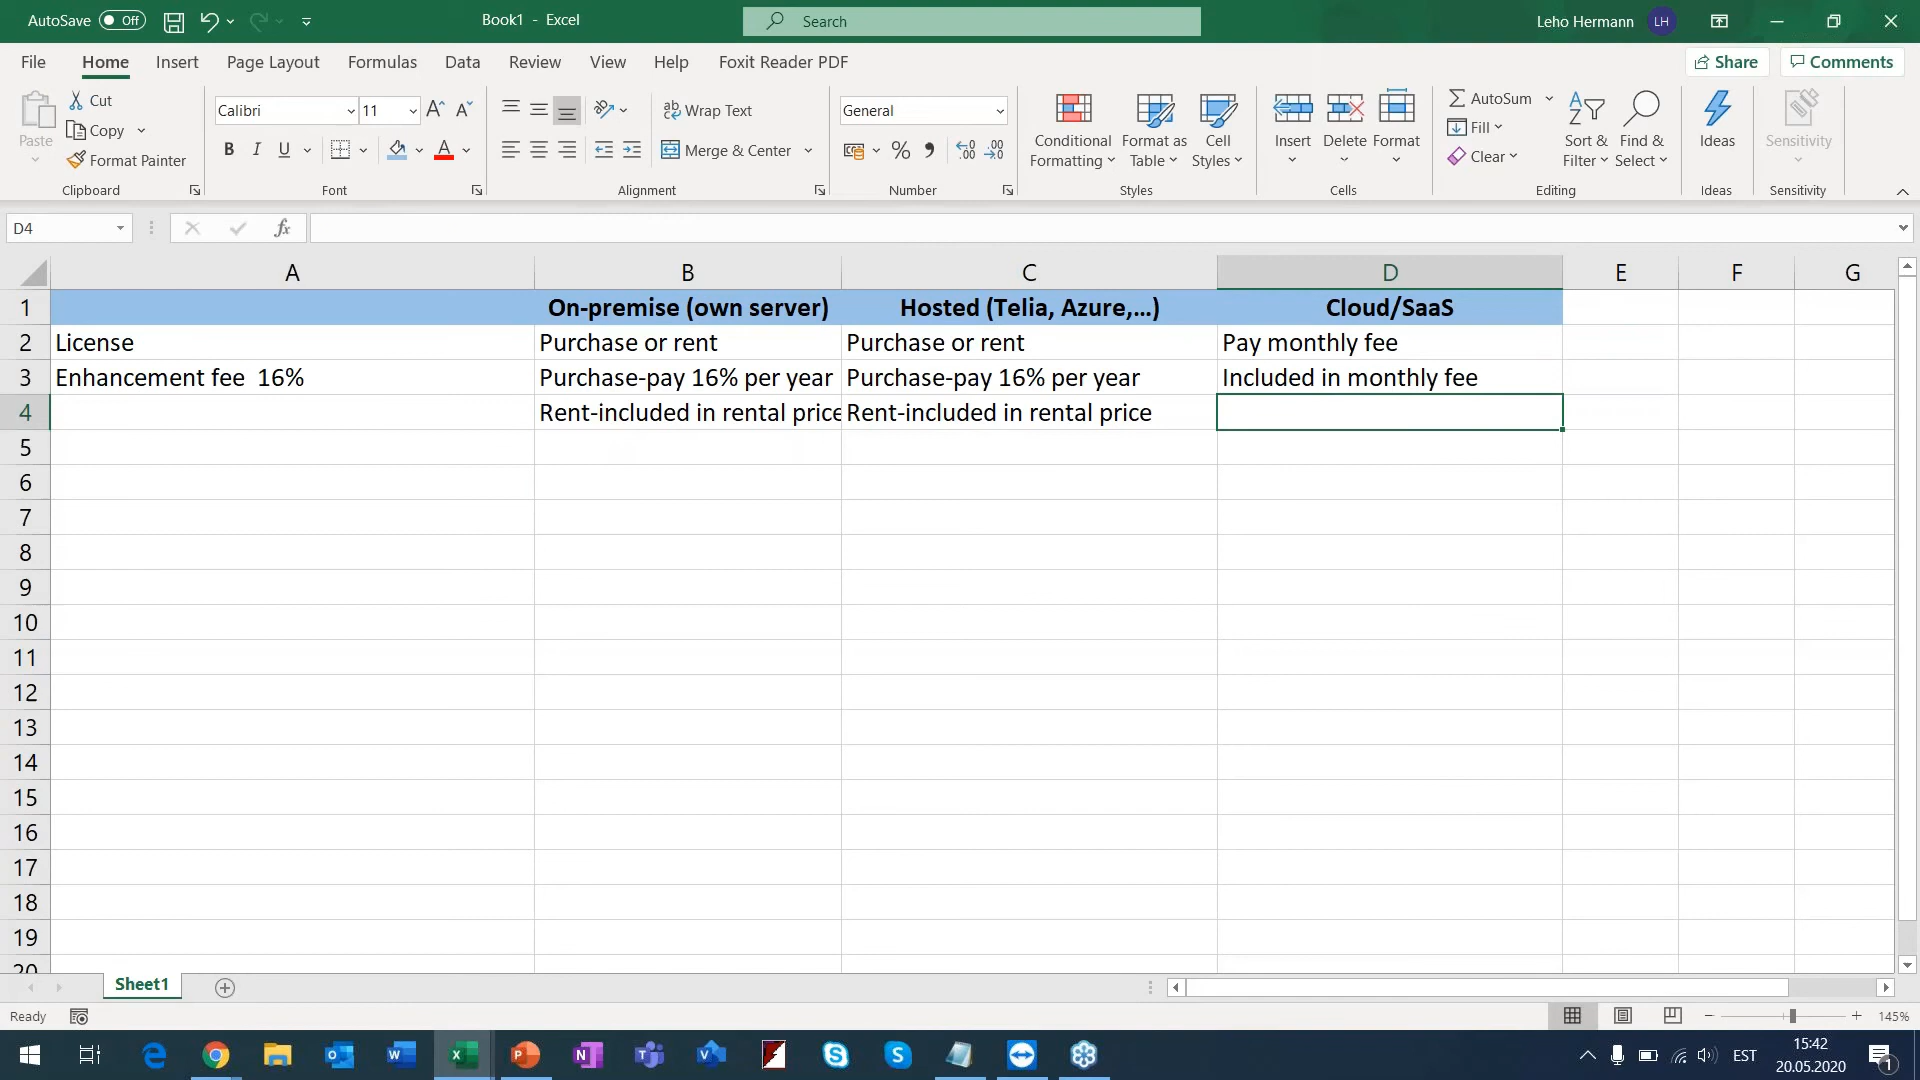 AutoSave Off Book1 - Excel Search Leho Hermann LH
File Home Insert Page Layout Formulas Data Review View Help Foxit Reader PDF Share Comments
Paste Cut Copy Format Painter Clipboard
Calibri 11 B I U A Font
Wrap Text Merge & Center Alignment
General % Number
Conditional Formatting Format as Table Cell Styles Styles
Insert Delete Format Cells
AutoSum Fill Clear Sort & Filter Find & Select Editing
Ideas Ideas
Sensitivity Sensitivity
D4 fx
A B C D E F G
1 On-premise (own server) Hosted (Telia, Azure,...) Cloud/SaaS
2 License Purchase or rent Purchase or rent Pay monthly fee
3 Enhancement fee 16% Purchase-pay 16% per year Purchase-pay 16% per year Included in monthly fee
4 Rent-included in rental price Rent-included in rental price
5
6
7
8
9
10
11
12
13
14
15
16
17
18
19
20
Sheet1
Ready 145%
EST 15:42
20.05.2020 1